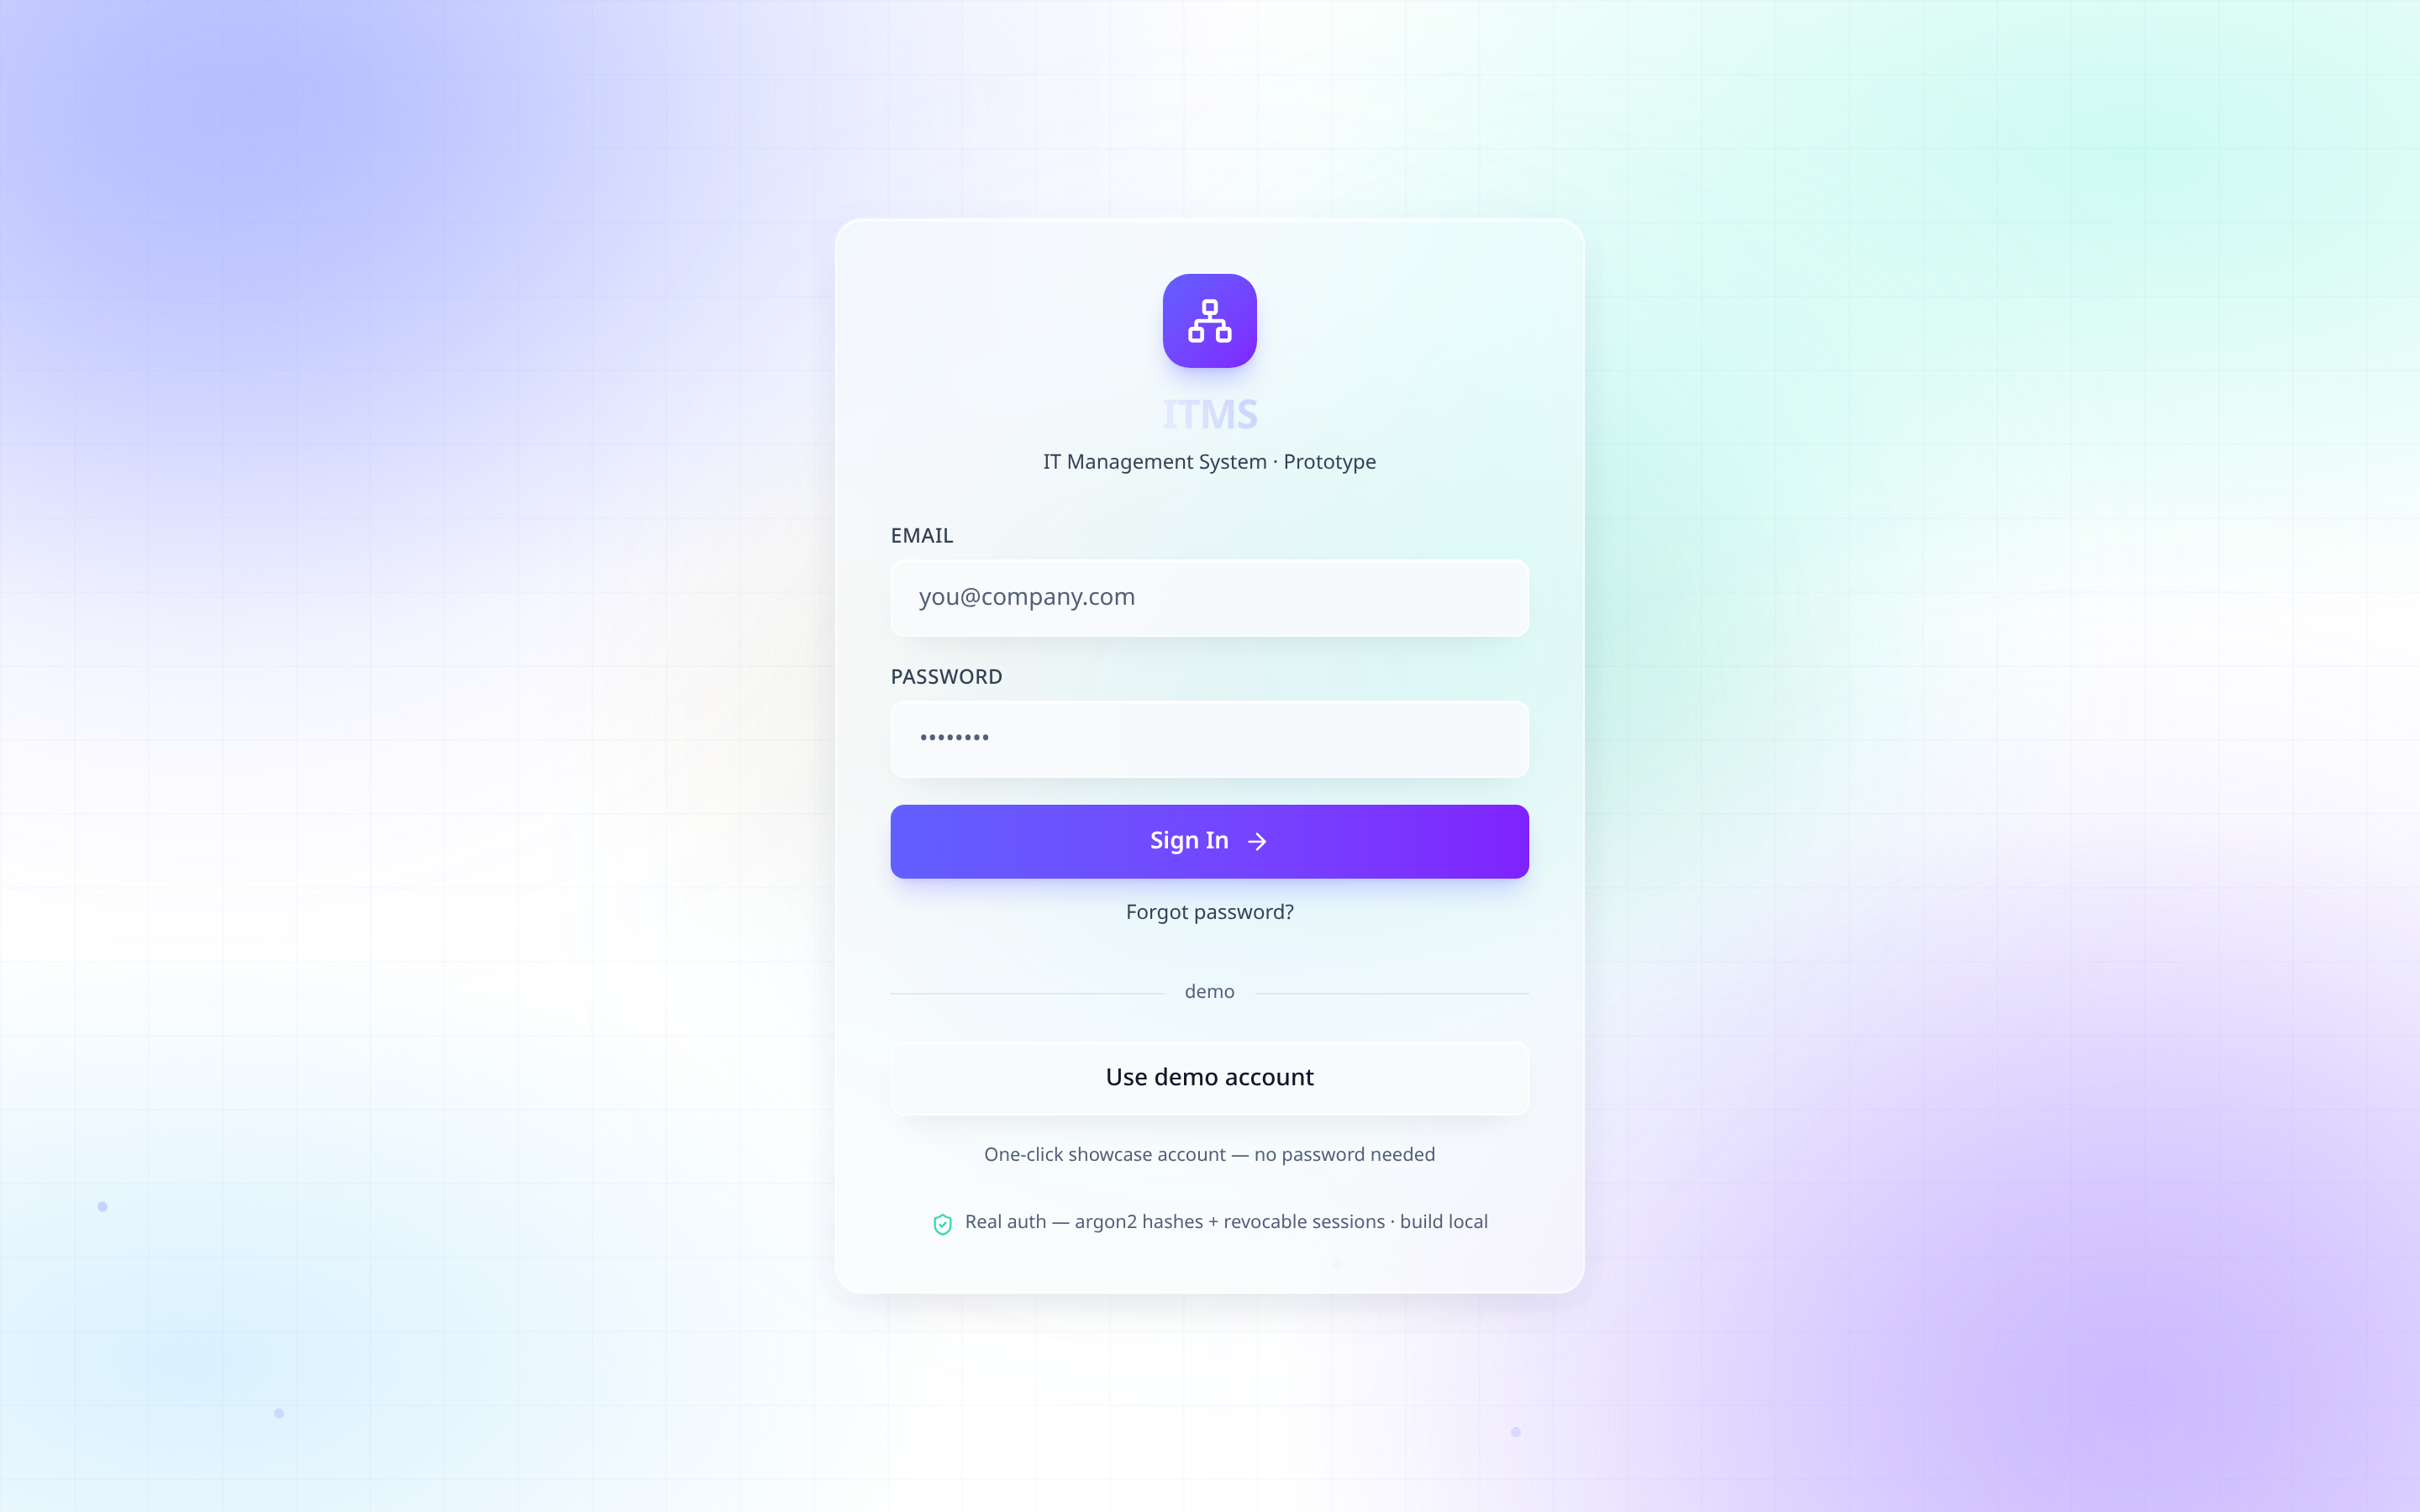 ITMS
IT Management System · Prototype
EMAIL
you@company.com
PASSWORD
••••••••
Sign In →
Forgot password?
demo
Use demo account
One-click showcase account — no password needed
Real auth — argon2 hashes + revocable sessions · build local